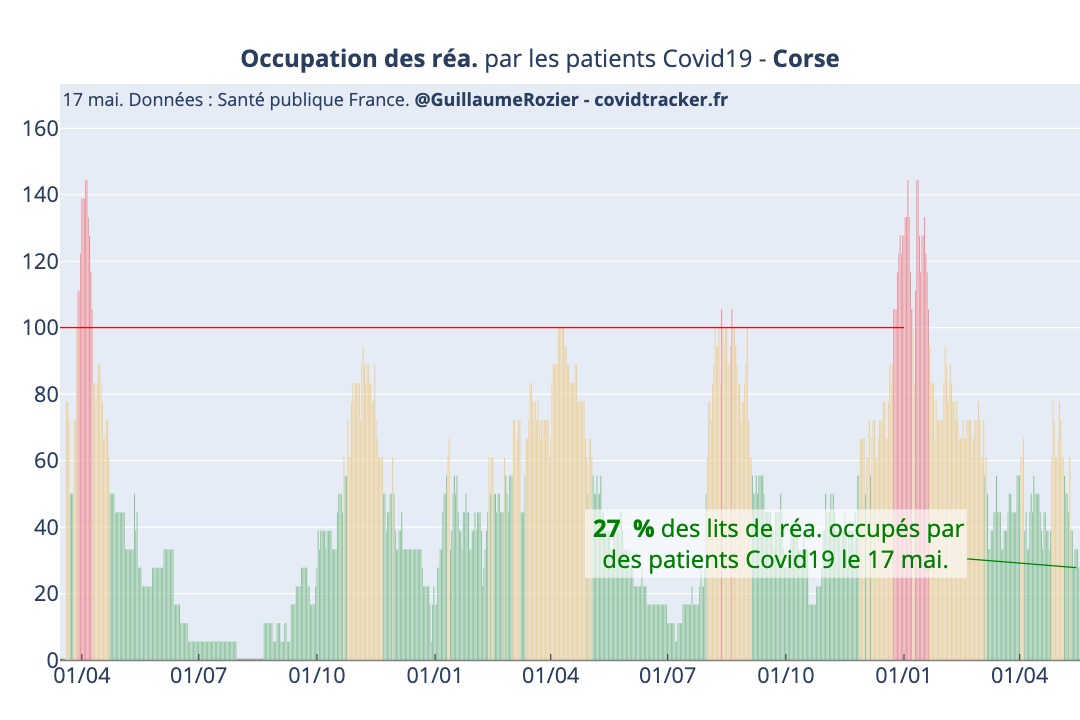 Occupation des réa. par les patients Covid19 - Corse
17 mai. Données : Santé publique France. @GuillaumeRozier - covidtracker.fr
160
140
120
100
80
60
40
20
0
27 % des lits de réa. occupés par
des patients Covid19 le 17 mai.
01/04 01/07 01/10 01/01 01/04 01/07 01/10 01/01 01/04